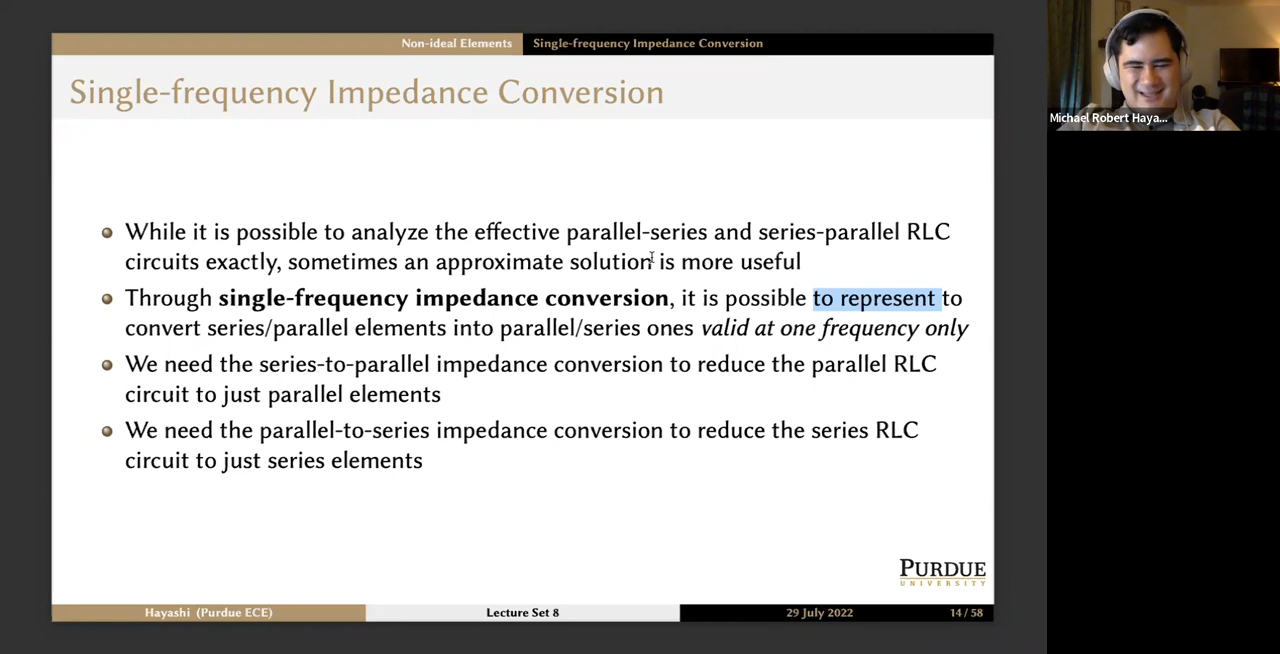 Non-ideal Elements Single-frequency Impedance Conversion
Single-frequency Impedance Conversion
While it is possible to analyze the effective parallel-series and series-parallel RLC
circuits exactly, sometimes an approximate solution is more useful
Through single-frequency impedance conversion, it is possible to represent to
convert series/parallel elements into parallel/series ones valid at one frequency only
We need the series-to-parallel impedance conversion to reduce the parallel RLC
circuit to just parallel elements
We need the parallel-to-series impedance conversion to reduce the series RLC
circuit to just series elements
PURDUE
UNIVERSITY
Hayashi (Purdue ECE) Lecture Set 8 29 July 2022 14 / 58
Michael Robert Haya...